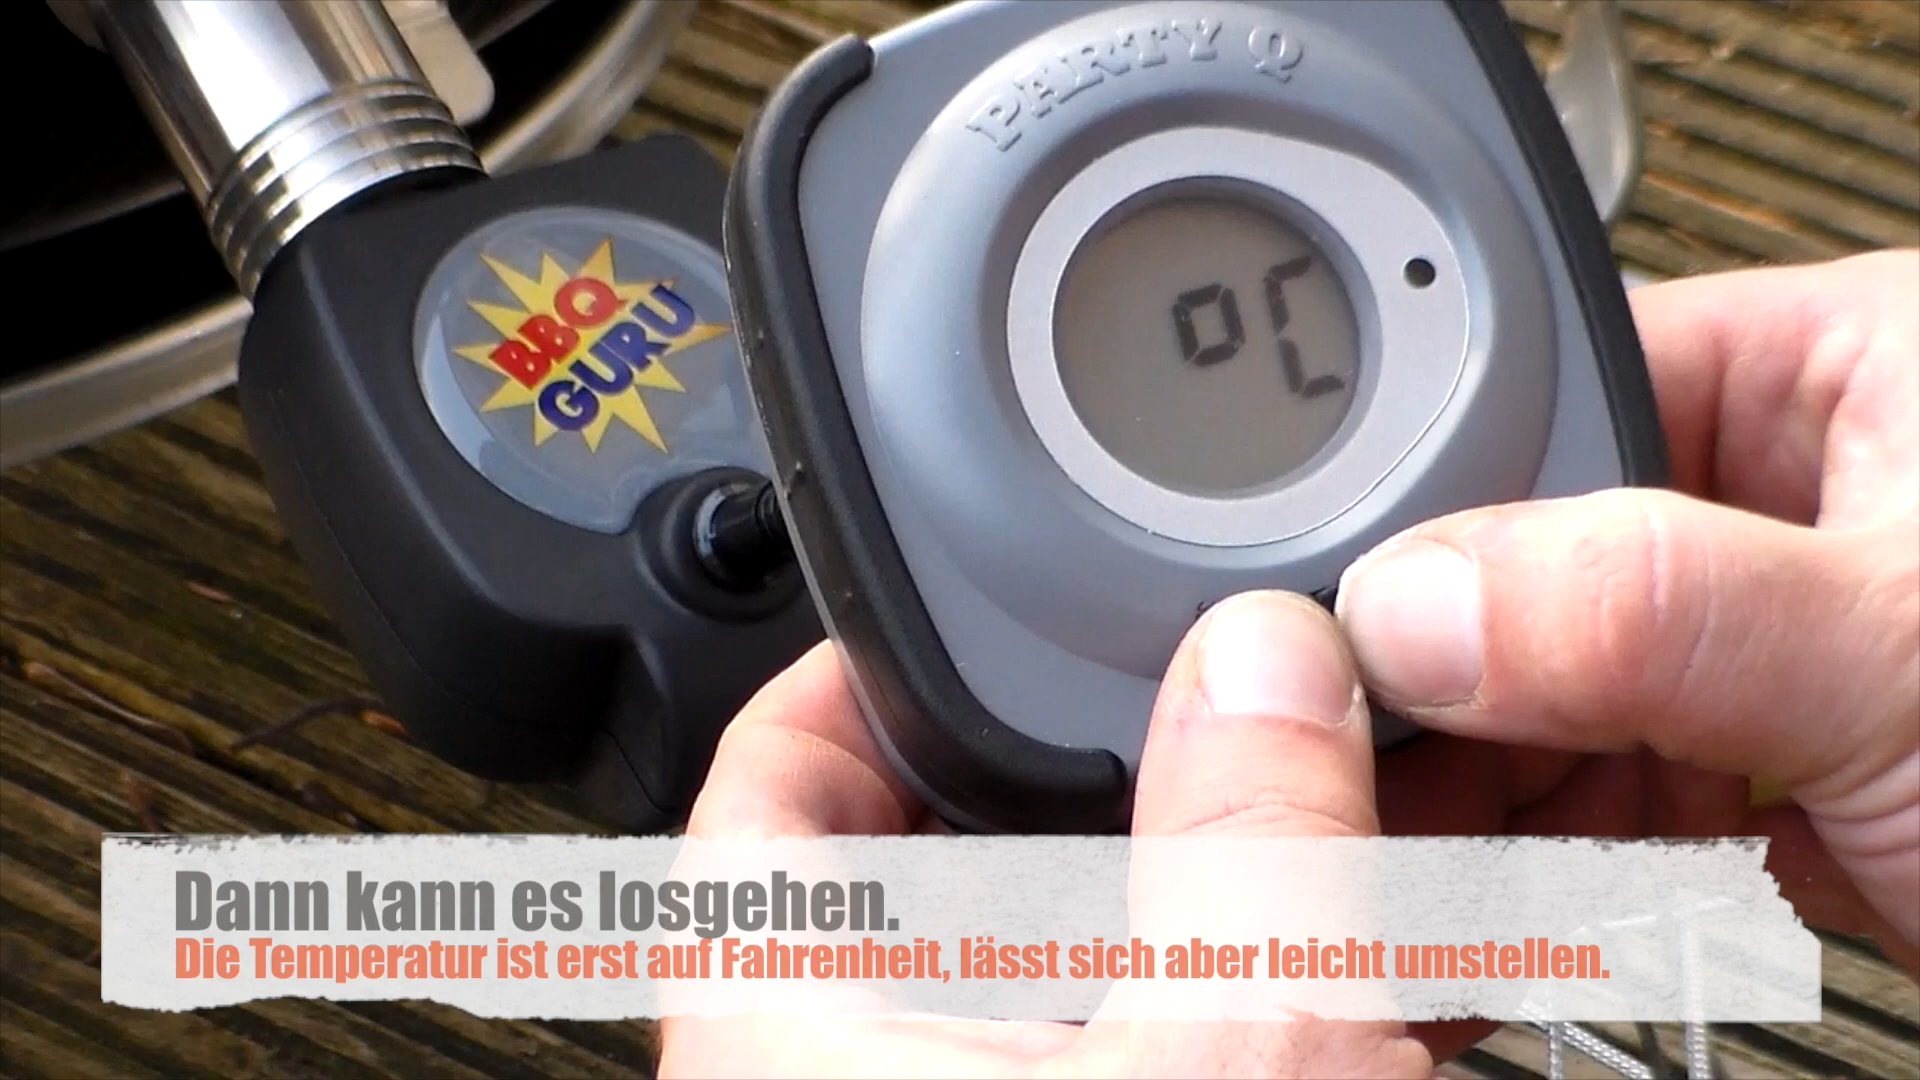 PARTY Q
°C
BBQ
GURU
Dann kann es losgehen.
Die Temperatur ist erst auf Fahrenheit, lässt sich aber leicht umstellen.